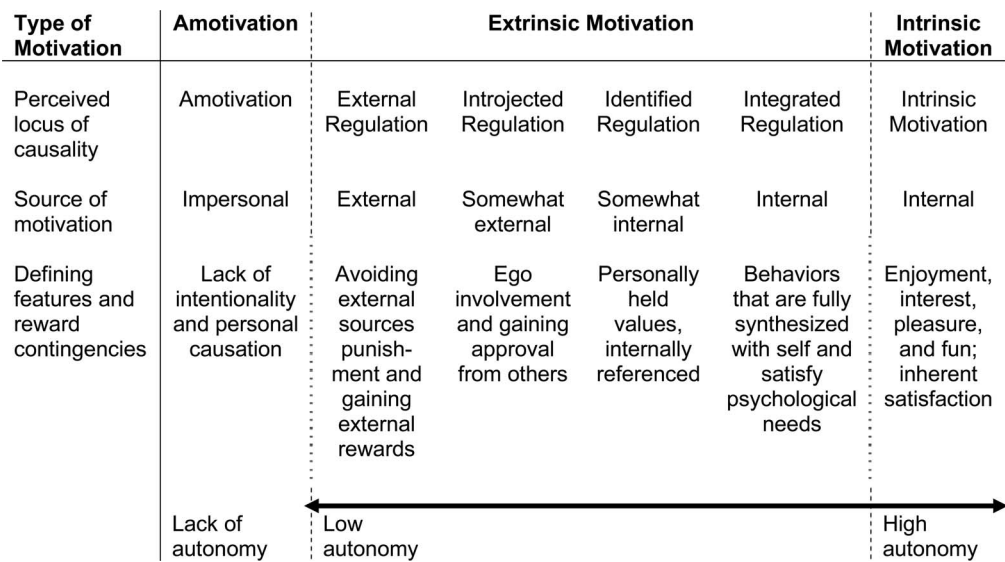 Type of
Motivation
Amotivation
Extrinsic Motivation
Intrinsic
Motivation
Perceived
locus of
causality
Amotivation
External
Regulation
Introjected
Regulation
Identified
Regulation
Integrated
Regulation
Intrinsic
Motivation
Source of
motivation
Impersonal
External
Somewhat
external
Somewhat
internal
Internal
Internal
Defining
features and
reward
contingencies
Lack of
intentionality
and personal
causation
Avoiding
external
sources
punish-
ment and
gaining
external
rewards
Ego
involvement
and gaining
approval
from others
Personally
held
values,
internally
referenced
Behaviors
that are fully
synthesized
with self and
satisfy
psychological
needs
Enjoyment,
interest,
pleasure,
and fun;
inherent
satisfaction
Lack of
autonomy
Low
autonomy
High
autonomy